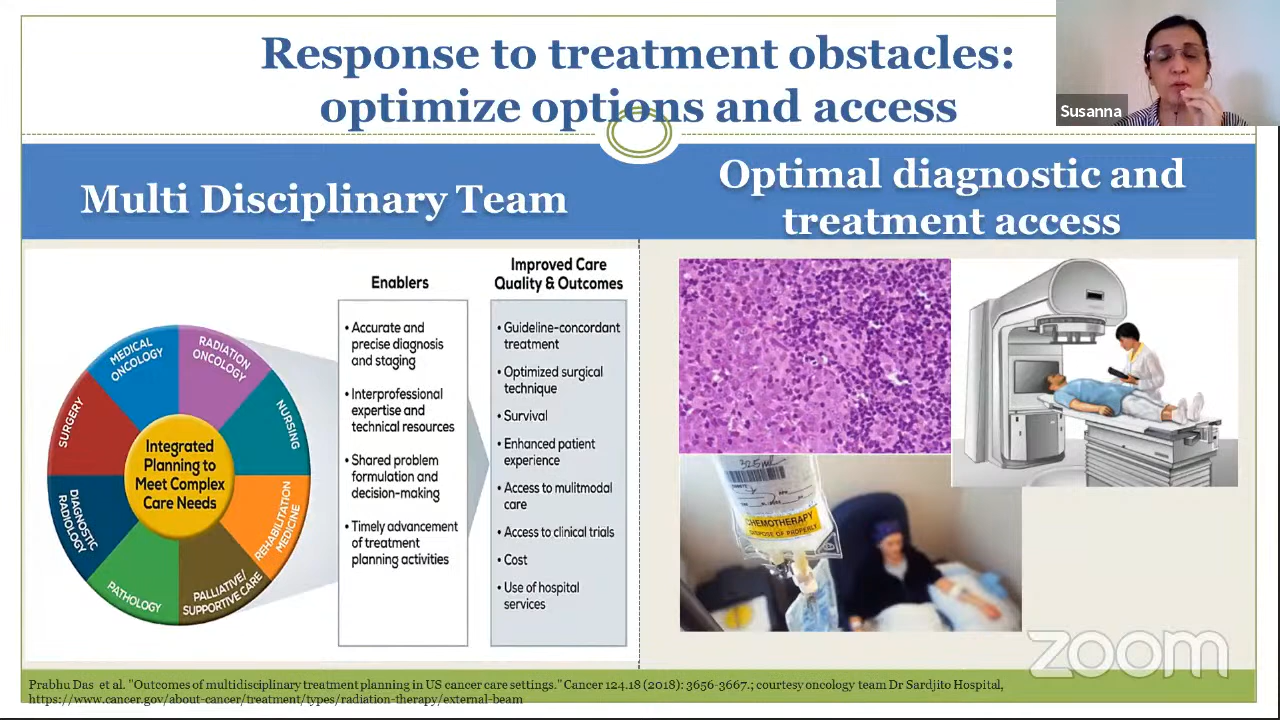 Response to treatment obstacles:
optimize options and access
Susanna
Multi Disciplinary Team
Optimal diagnostic and
treatment access
MEDICAL
ONCOLOGY
RADIATION
ONCOLOGY
NURSING
REHABILITATION
MEDICINE
PALLIATIVE/
SUPPORTIVE CARE
PATHOLOGY
DIAGNOSTIC
RADIOLOGY
SURGERY
Integrated
Planning to
Meet Complex
Care Needs
Enablers
• Accurate and
precise diagnosis
and staging
• Interprofessional
expertise and
technical resources
• Shared problem
formulation and
decision-making
• Timely advancement
of treatment
planning activities
Improved Care
Quality & Outcomes
• Guideline-concordant
treatment
• Optimized surgical
technique
• Survival
• Enhanced patient
experience
• Access to mulitmodal
care
• Access to clinical trials
• Cost
• Use of hospital
services
CHEMOTHERAPY
DISPOSE OF PROPERLY
zoom
Prabhu Das et al. "Outcomes of multidisciplinary treatment planning in US cancer care settings." Cancer 124.18 (2018): 3656-3667.; courtesy oncology team Dr Sardjito Hospital,
https://www.cancer.gov/about-cancer/treatment/types/radiation-therapy/external-beam